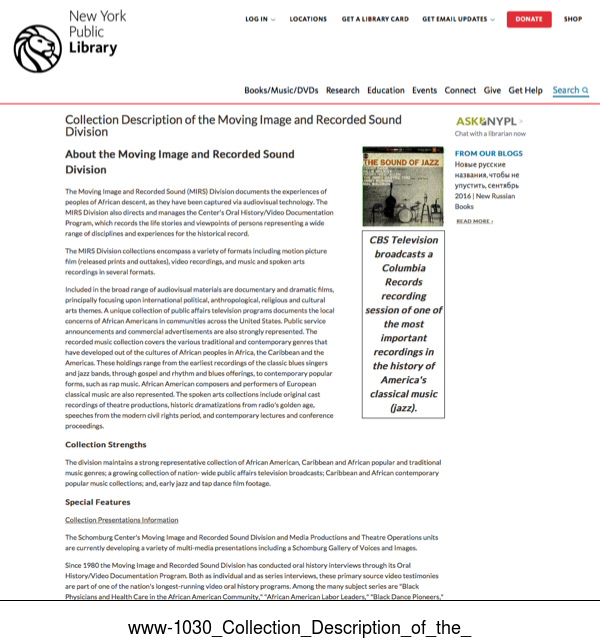 New York
Public
Library
LOG IN
LOCATIONS
GET A LIBRARY CARD
GET EMAIL UPDATES
DONATE
SHOP
Books/Music/DVDs Research Education Events Connect Give Get Help Search
Collection Description of the Moving Image and Recorded Sound
Division
About the Moving Image and Recorded Sound
Division
The Moving Image and Recorded Sound (MIRS) Division documents the experiences of
peoples of African descent, as they have been captured via audiovisual technology. The
MIRS Division also directs and manages the Center's Oral History/Video Documentation
Program, which records the life stories and viewpoints of persons representing a wide
range of disciplines and experiences for the historical record.
The MIRS Division collections encompass a variety of formats including motion picture
film (released prints and outtakes), video recordings, and music and spoken arts
recordings in several formats.
Included in the broad range of audiovisual materials are documentary and dramatic films,
principally focusing upon international political, anthropological, religious and cultural
arts themes. A unique collection of public affairs television programs documents the local
concerns of African Americans in communities across the United States. Public service
announcements and commercial advertisements are also strongly represented. The
recorded music collection covers the various traditional and contemporary genres that
have developed out of the cultures of African peoples in Africa, the Caribbean and the
Americas. These holdings range from the earliest recordings of the classic blues singers
and jazz bands, through gospel and rhythm and blues offerings, to contemporary popular
forms, such as rap music. African American composers and performers of European
classical music are also represented. The spoken arts collections include original cast
recordings of theatre productions, historic dramatizations from radio's golden age,
speeches from the modern civil rights period, and contemporary lectures and conference
proceedings.
Collection Strengths
The division maintains a strong representative collection of African American, Caribbean and African popular and traditional
music genres; a growing collection of nation- wide public affairs television broadcasts; Caribbean and African contemporary
popular music collections; and, early jazz and tap dance film footage.
Special Features
Collection Presentations Information
The Schomburg Center's Moving Image and Recorded Sound Division and Media Productions and Theatre Operations units
are currently developing a variety of multi-media presentations including a Schomburg Gallery of Voices and Images.
Since 1980 the Moving Image and Recorded Sound Division has conducted oral history interviews through its Oral
History/Video Documentation Program. Both as individual and as series interviews, these primary source video testimonies
are part of one of the nation's longest-running video oral history programs. Among the many subject series are "Black
Physicians and Health Care in the African American Community," "African American Labor Leaders," "Black Dance Pioneers,"
THE SOUND OF JAZZ
CBS Television
broadcasts a
Columbia
Records
recording
session of one of
the most
important
recordings in
the history of
America's
classical music
(jazz).
ASK NYPL
Chat with a librarian now
FROM OUR BLOGS
Новые русские
названия,чтобы не
упустить, сентябрь
2016 | New Russian
Books
READ MORE ›
www-1030_Collection_Description_of_the_